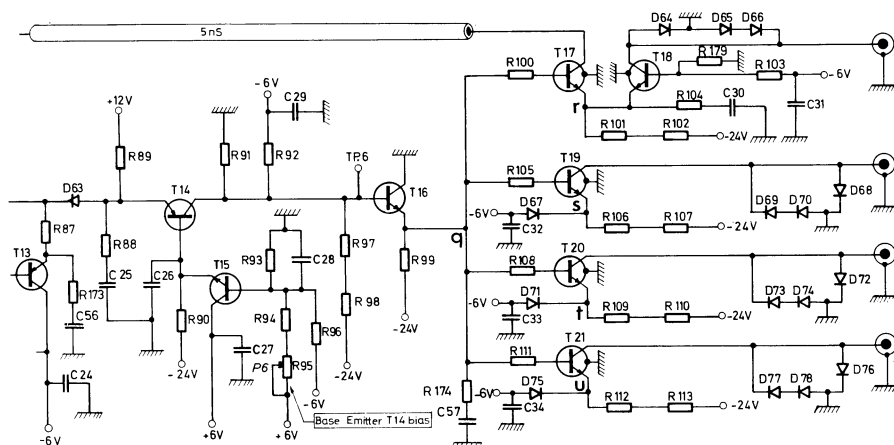 5nS
D64
D65
D66
T17
T18
R179
R103
-6V
R100
C31
R104
C30
r
R101
R102
-24V
+12V
-6V
C29
R89
R91
R92
TP.6
T16
D63
T14
R87
R88
T13
R173
C56
C25
C26
T15
R93
C28
R97
R99
R90
R94
R96
R98
C24
C27
P6
R95
-24V
-24V
-24V
-6V
+6V
+6V
-6V
Base Emitter T14 bias
q
R105
T19
D67
-6V
C32
s
R106
R107
-24V
D69
D70
D68
R108
T20
D71
-6V
C33
t
R109
R110
-24V
D73
D74
D72
R111
T21
R174
C57
-6V
D75
C34
u
R112
R113
-24V
D77
D78
D76